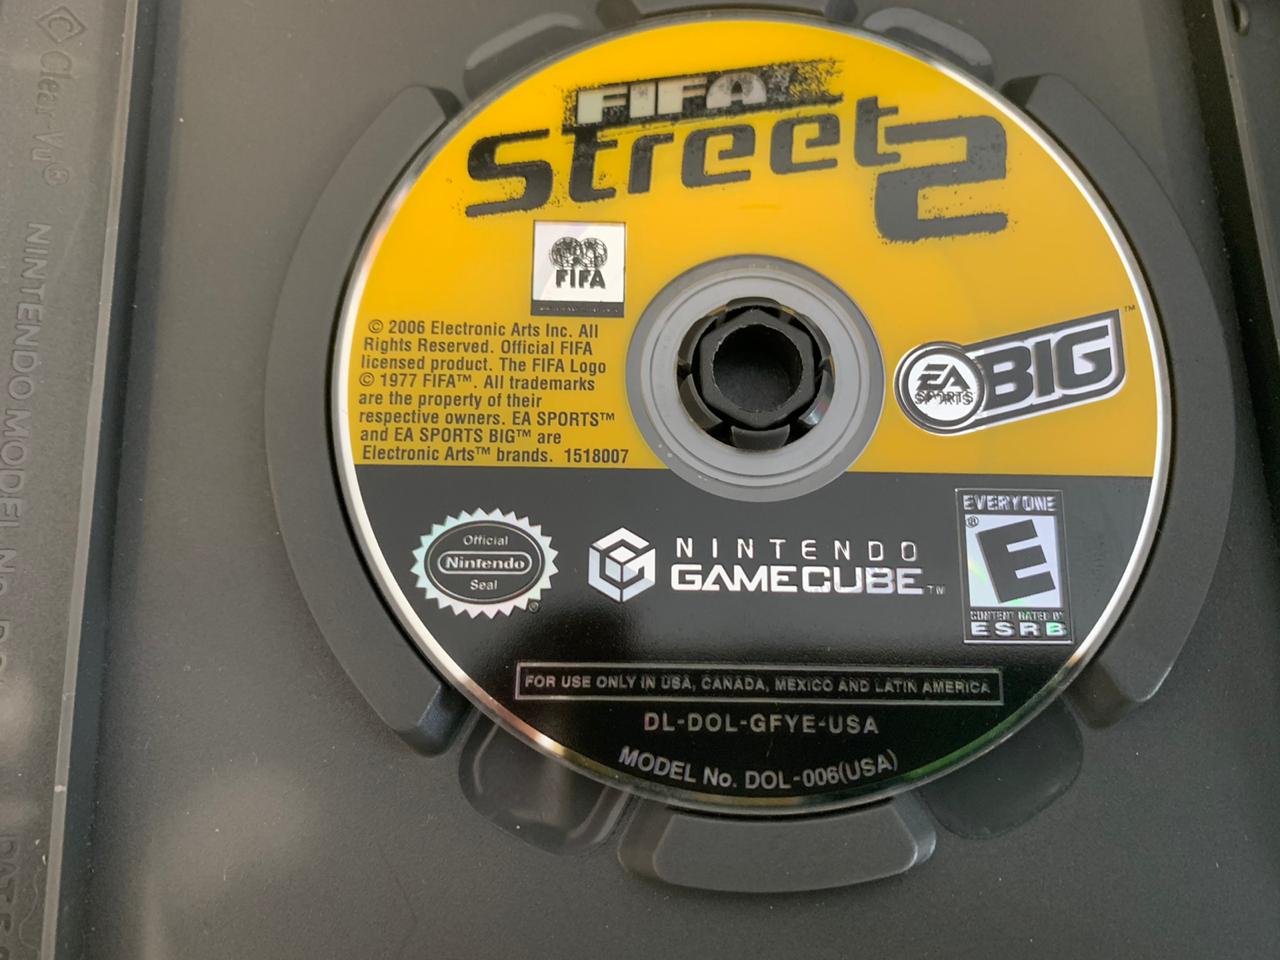 FIFA
Street 2
FIFA
© 2006 Electronic Arts Inc. All
Rights Reserved. Official FIFA
licensed product. The FIFA Logo
© 1977 FIFA™. All trademarks
are the property of their
respective owners. EA SPORTS™
and EA SPORTS BIG™ are
Electronic Arts™ brands. 1518007
EA
SPORTS
BIG™
Official
Nintendo
Seal
®
NINTENDO
GAMECUBE™
EVERYONE
®
E
CONTENT RATED BY
ESRB
FOR USE ONLY IN USA, CANADA, MEXICO AND LATIN AMERICA
DL-DOL-GFYE-USA
MODEL No. DOL-006(USA)
Clear-Vu®
NINTENDO MODEL No.